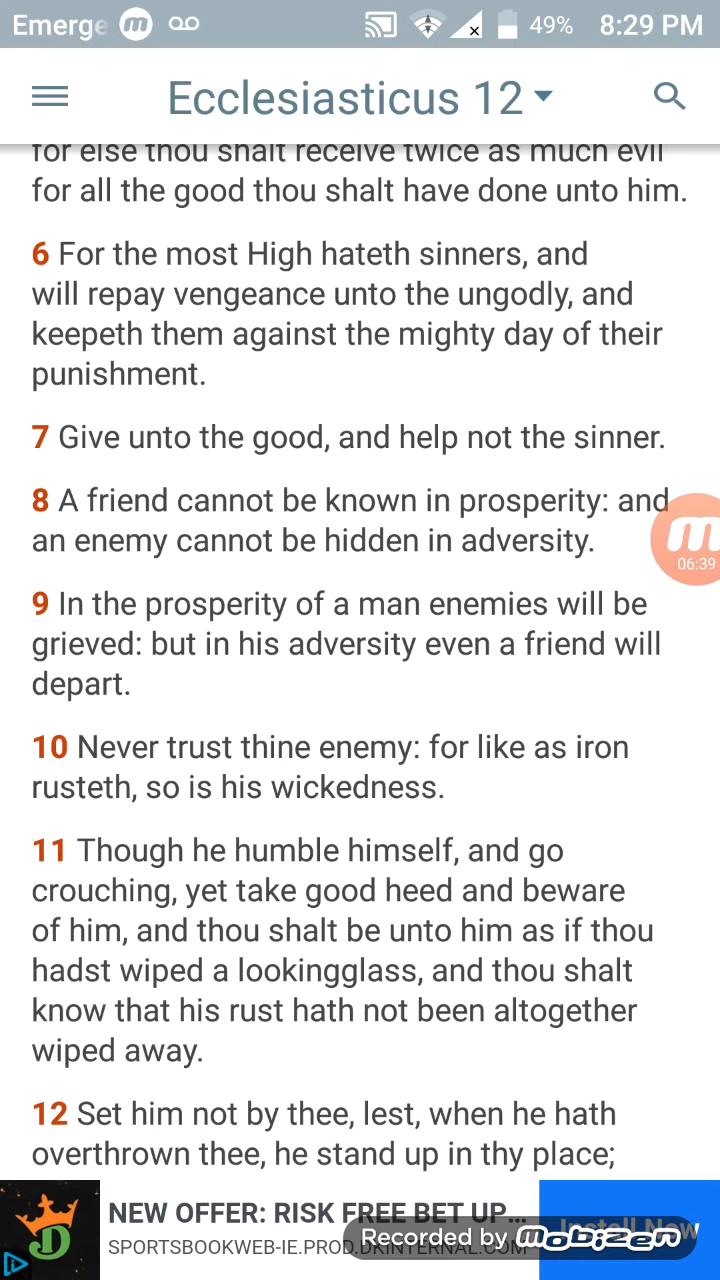 Emerge m 49% 8:29 PM
Ecclesiasticus 12
for else thou shalt receive twice as much evil
for all the good thou shalt have done unto him.
6 For the most High hateth sinners, and
will repay vengeance unto the ungodly, and
keepeth them against the mighty day of their
punishment.
7 Give unto the good, and help not the sinner.
8 A friend cannot be known in prosperity: and
an enemy cannot be hidden in adversity.
m
06:39
9 In the prosperity of a man enemies will be
grieved: but in his adversity even a friend will
depart.
10 Never trust thine enemy: for like as iron
rusteth, so is his wickedness.
11 Though he humble himself, and go
crouching, yet take good heed and beware
of him, and thou shalt be unto him as if thou
hadst wiped a lookingglass, and thou shalt
know that his rust hath not been altogether
wiped away.
12 Set him not by thee, lest, when he hath
overthrown thee, he stand up in thy place;
NEW OFFER: RISK FREE BET UP...
SPORTSBOOKWEB-IE.PROD.DKINTERNAL.COM
Install Now
Recorded by mobizen